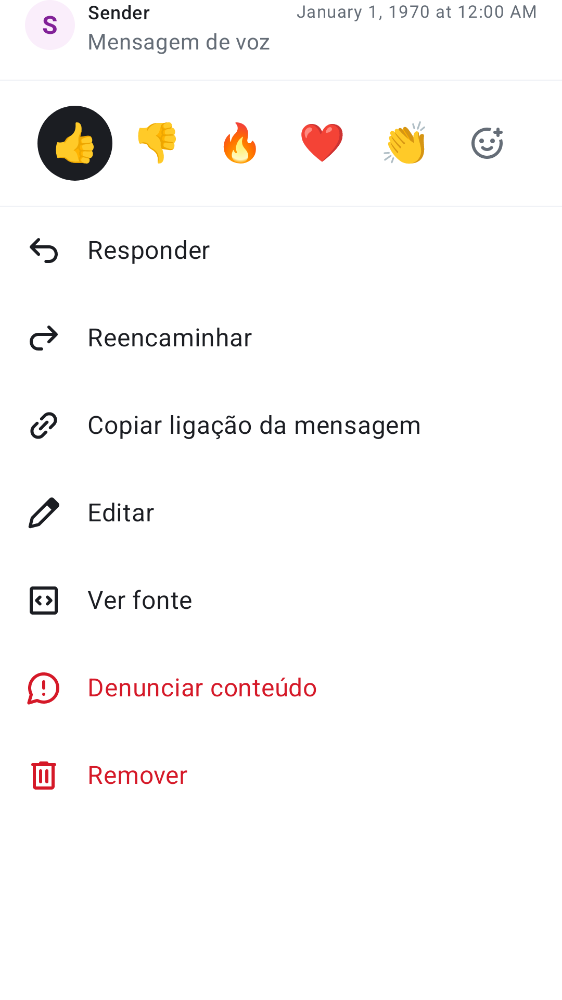 S
Sender
January 1, 1970 at 12:00 AM
Mensagem de voz
Responder
Reencaminhar
Copiar ligação da mensagem
Editar
Ver fonte
Denunciar conteúdo
Remover